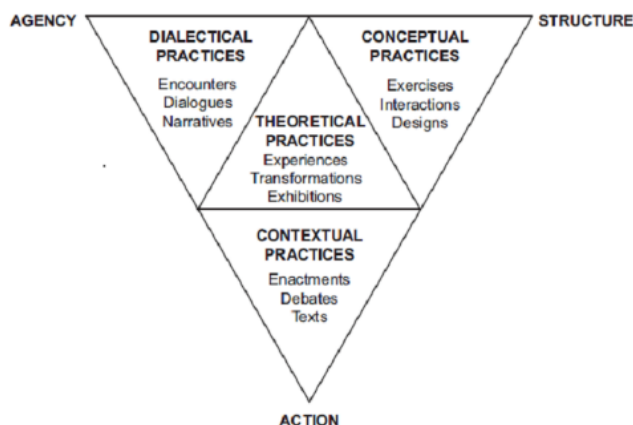 AGENCY
STRUCTURE
DIALECTICAL
PRACTICES
Encounters
Dialogues
Narratives
CONCEPTUAL
PRACTICES
Exercises
Interactions
Designs
THEORETICAL
PRACTICES
Experiences
Transformations
Exhibitions
CONTEXTUAL
PRACTICES
Enactments
Debates
Texts
ACTION